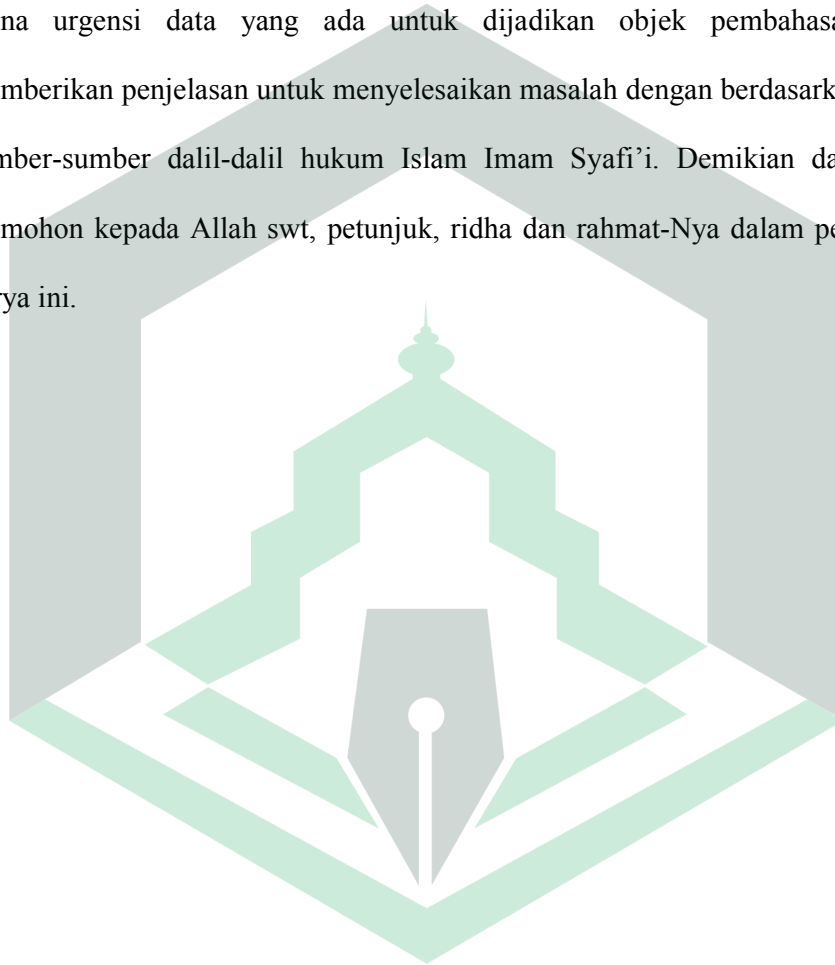 na urgensi data yang ada untuk dijadikan objek pembahasa
mberikan penjelasan untuk menyelesaikan masalah dengan berdasark
mber-sumber dalil-dalil hukum Islam Imam Syafi’i. Demikian da
mohon kepada Allah swt, petunjuk, ridha dan rahmat-Nya dalam pe
rya ini.